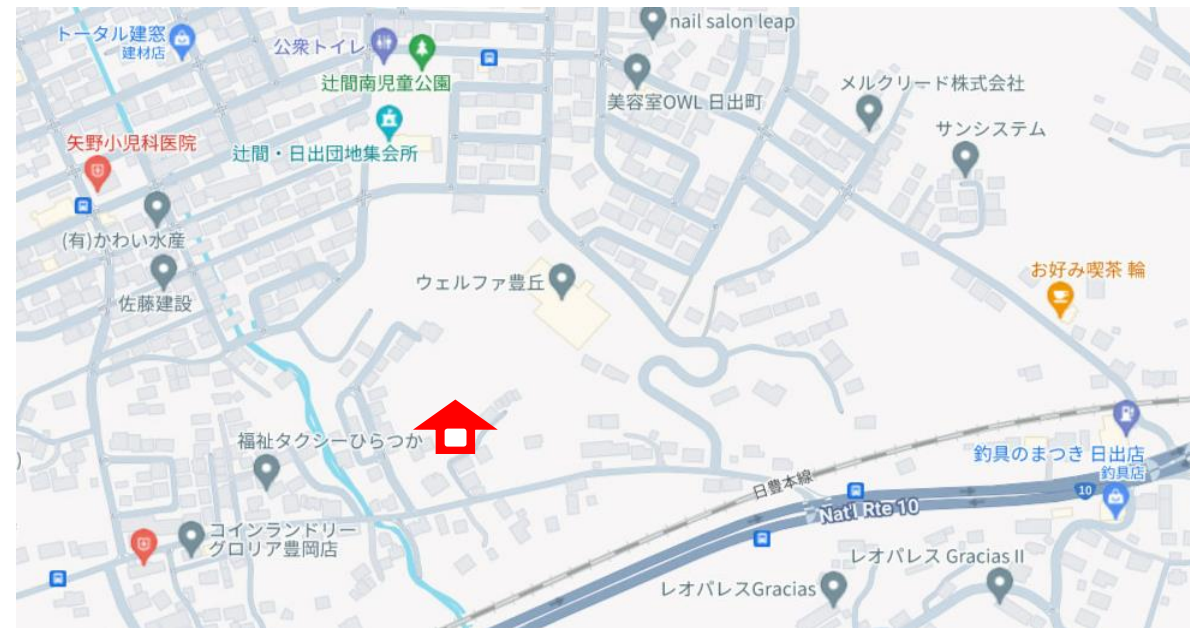 nail salon leap
トータル建窓
建材店
公衆トイレ
辻間南児童公園
美容室OWL 日出町
メルクリード株式会社
サンシステム
矢野小児科医院
辻間・日出団地集会所
(有)かわい水産
佐藤建設
ウェルファ豊丘
お好み喫茶 輪
福祉タクシーひらつか
釣具のまつき 日出店
釣具店
日豊本線
10
Nat'l Rte 10
コインランドリー
グロリア豊岡店
レオパレス Gracias II
レオパレスGracias
)